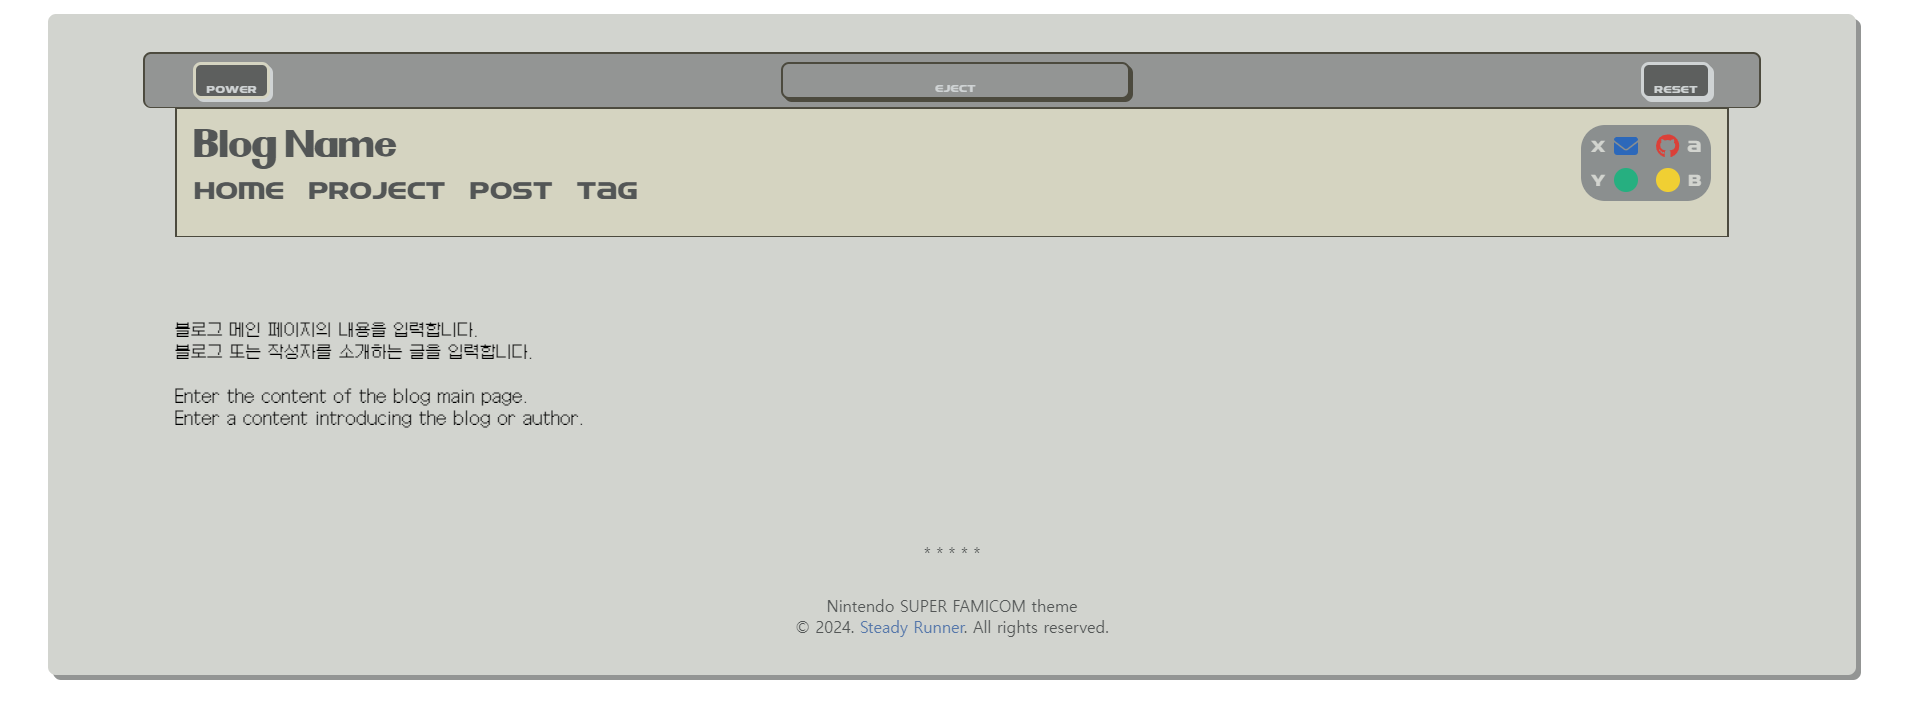 POWER
EJECT
RESET
Blog Name
HOME PROJECT POST TAG
X A
Y B
블로그 메인 페이지의 내용을 입력합니다.
블로그 또는 작성자를 소개하는 글을 입력합니다.
Enter the content of the blog main page.
Enter a content introducing the blog or author.
* * * * *
Nintendo SUPER FAMICOM theme
© 2024. Steady Runner. All rights reserved.